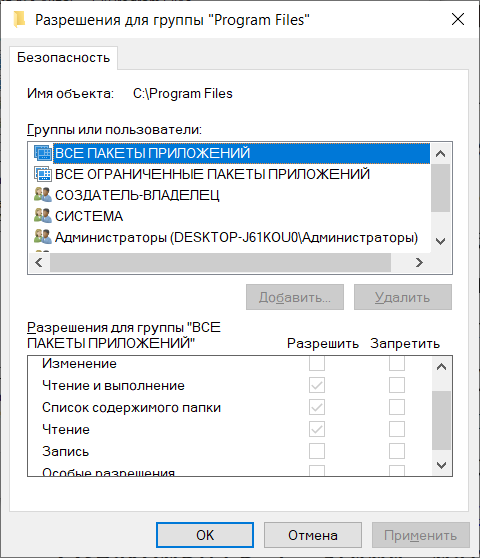 Разрешения для группы "Program Files"
Безопасность
Имя объекта: C:\Program Files
Группы или пользователи:
ВСЕ ПАКЕТЫ ПРИЛОЖЕНИЙ
ВСЕ ОГРАНИЧЕННЫЕ ПАКЕТЫ ПРИЛОЖЕНИЙ
СОЗДАТЕЛЬ-ВЛАДЕЛЕЦ
СИСТЕМА
Администраторы (DESKTOP-J61KOU0\Администраторы)
Добавить...
Удалить
Разрешения для группы "ВСЕ
ПАКЕТЫ ПРИЛОЖЕНИЙ"
Разрешить
Запретить
Изменение
Чтение и выполнение
Список содержимого папки
Чтение
Запись
Особые разрешения
ОК
Отмена
Применить